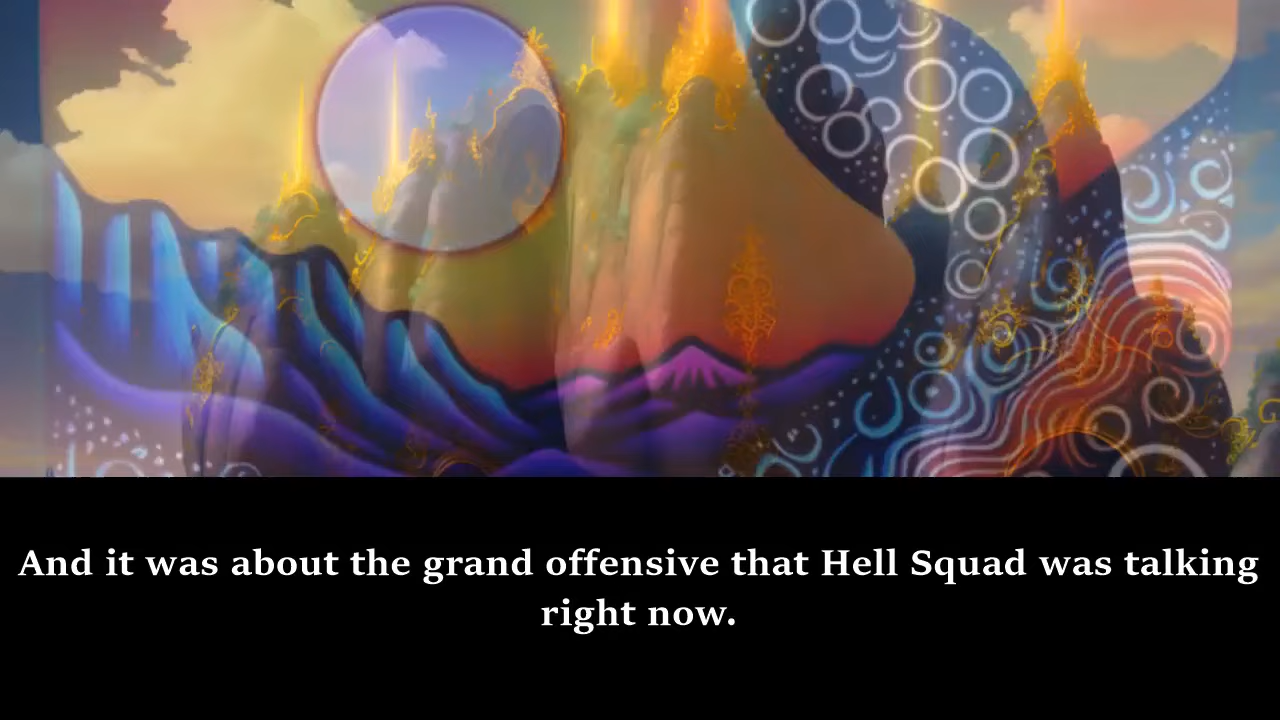 And it was about the grand offensive that Hell Squad was talking
right now.